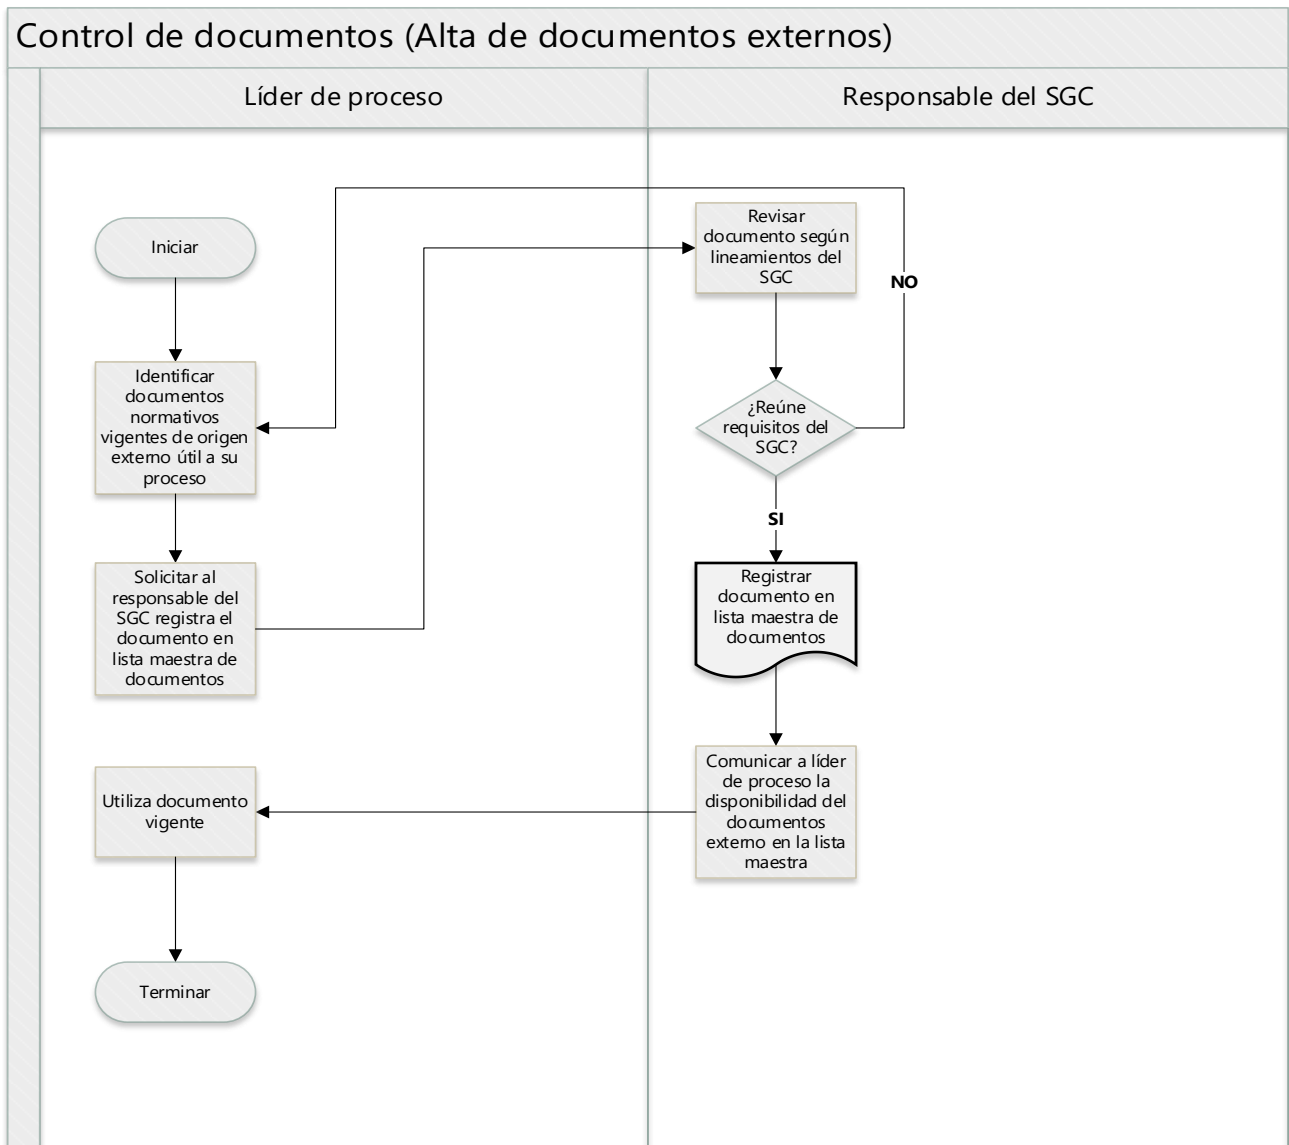 Control de documentos (Alta de documentos externos)
Líder de proceso
Responsable del SGC
Iniciar
Identificar
documentos
normativos
vigentes de origen
externo útil a su
proceso
Solicitar al
responsable del
SGC registra el
documento en
lista maestra de
documentos
Revisar
documento según
lineamientos del
SGC
NO
¿Reúne
requisitos del
SGC?
SI
Registrar
documento en
lista maestra de
documentos
Comunicar a líder
de proceso la
disponibilidad del
documentos
externo en la lista
maestra
Utiliza documento
vigente
Terminar